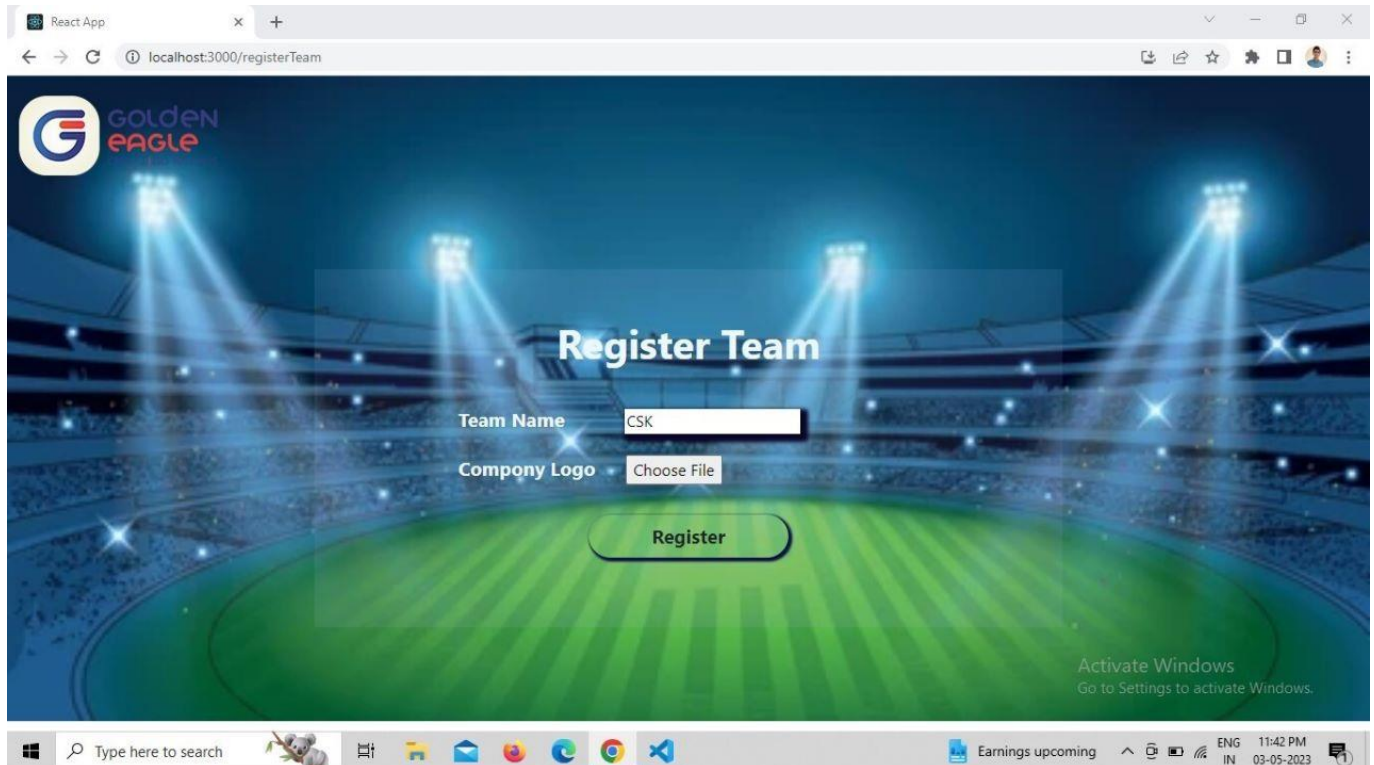 React App
localhost:3000/registerTeam
GOLdEN
EAGLE
Register Team
Team Name CSK
Compony Logo Choose File
Register
Activate Windows
Go to Settings to activate Windows.
Type here to search
Earnings upcoming
ENG 11:42 PM
IN 03-05-2023
1